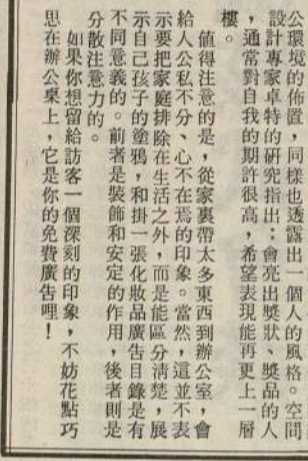 公環境的佈置，同樣也透露出一個人的風格。空間
設計專家卓特的研究指出：會亮出獎狀、獎品的人
，通常對自我的期許很高，希望表現能再更上一層
樓。
值得注意的是，從家裏帶太多東西到辦公室，會
給人公私不分、心不在焉的印象。當然，這並不表
示要把家庭排除在生活之外，而是能區分清楚，展
示自己孩子的塗鴉，和掛一張化妝品廣告目錄是有
不同意義的。前者是裝飾和安定的作用，後者則是
分散注意力的。
如果你想留給訪客一個深刻的印象，不妨花點巧
思在辦公桌上，它是你的免費廣告哩！